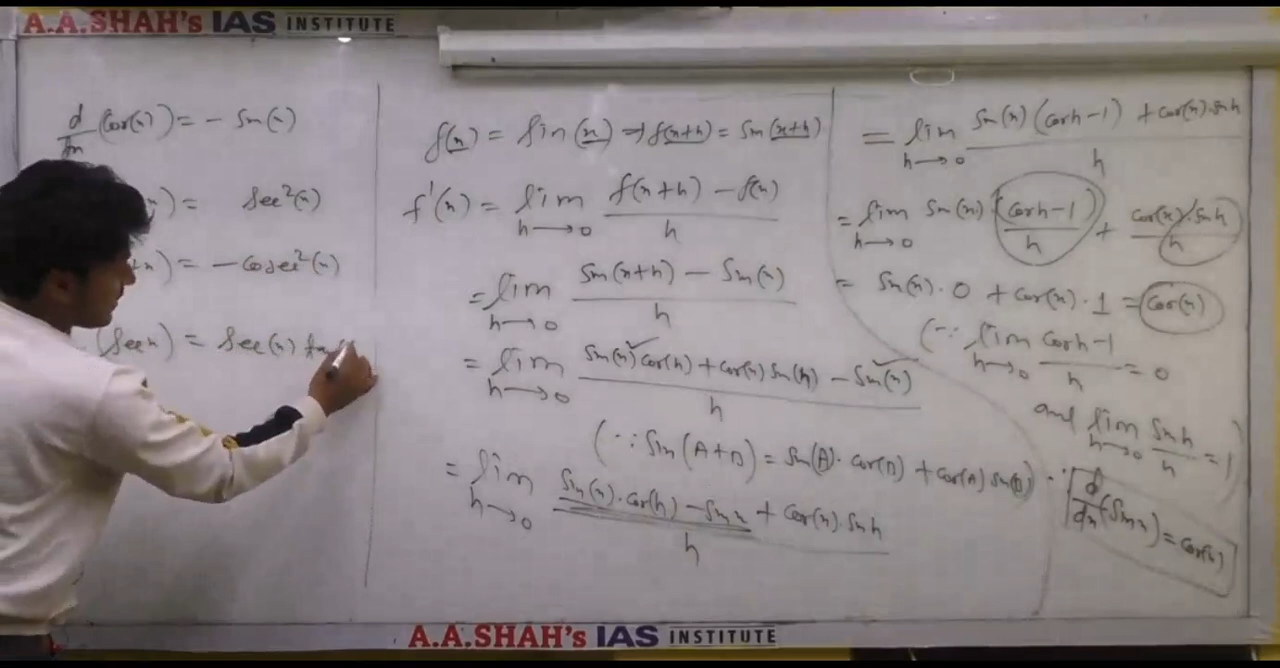 A.A.SHAH's IAS INSTITUTE
d/dx (cos(x)) = - sin(x)
x) = sec²(x)
x) = - cosec²(x)
(sec x) = sec(x) ta
f(x) = sin(x) ⇒ f(x+h) = sin(x+h)
f'(x) = lim h→0 f(x+h) - f(x) / h
= lim h→0 sin(x+h) - sin(x) / h
= lim h→0 sin(x) cos(h) + cos(x) sin(h) - sin(x) / h
(∵ sin(A+B) = sin(A) · cos(B) + cos(A) sin(B))
= lim h→0 sin(x) · cos(h) - sin x + cos(x) · sin h / h
= lim h→0 sin(x) (cos h - 1) + cos(x) · sin h / h
= lim h→0 sin(x) · (cos h - 1) / h + cos(x) · sin h / h
= sin(x) · 0 + cos(x) · 1 = cos(x)
(∵ lim h→0 cos h - 1 / h = 0
and lim h→0 sin h / h = 1)
∴ d/dx (sin x) = cos(x)
A.A.SHAH's IAS INSTITUTE